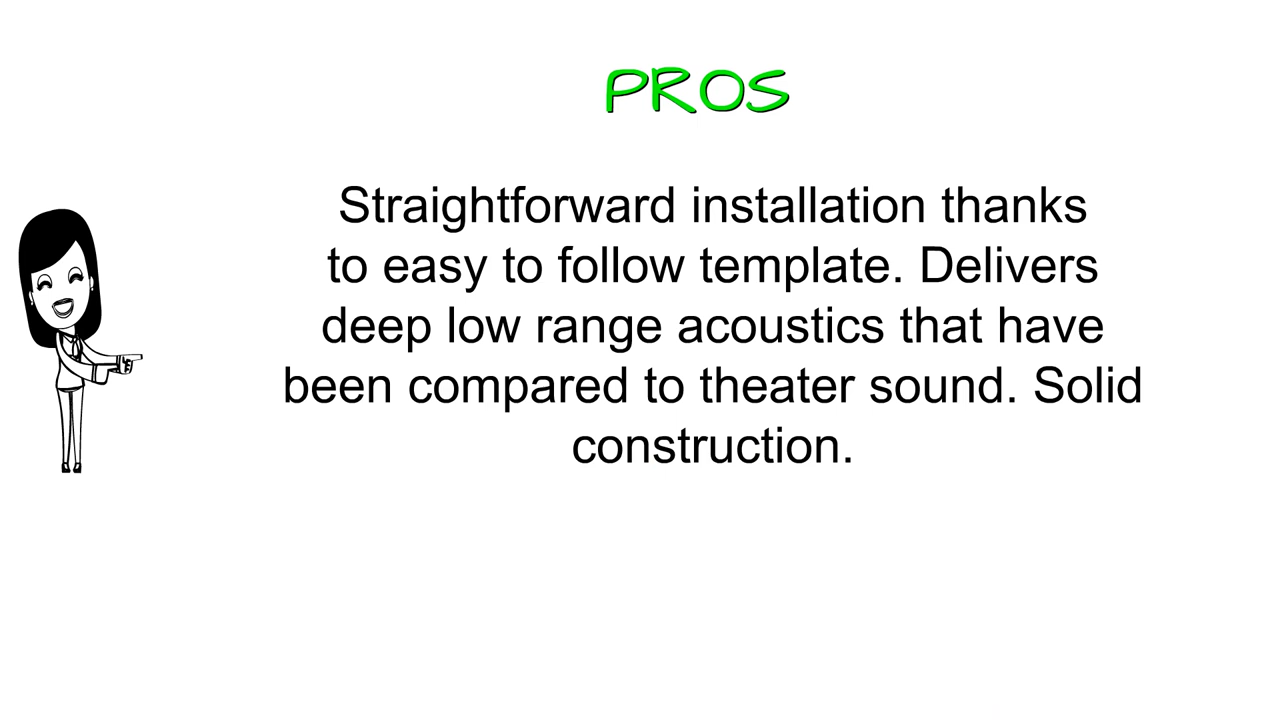 PROS
Straightforward installation thanks
to easy to follow template. Delivers
deep low range acoustics that have
been compared to theater sound. Solid
construction.